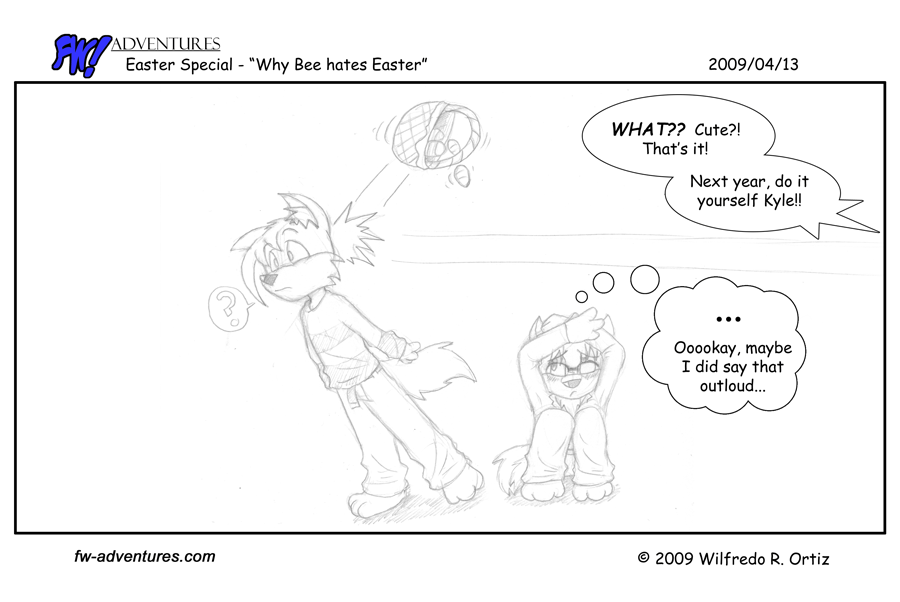 FW! ADVENTURES
Easter Special - “Why Bee hates Easter”
2009/04/13
WHAT?? Cute?!
That's it!
Next year, do it
yourself Kyle!!
?
...
Ooookay, maybe
I did say that
outloud...
fw-adventures.com
© 2009 Wilfredo R. Ortiz